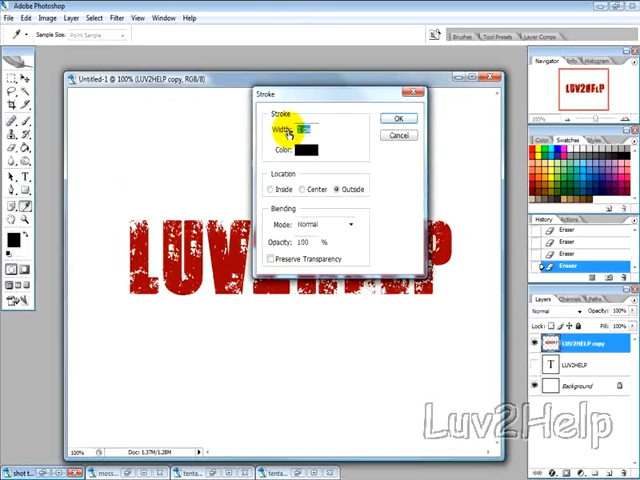 Adobe Photoshop
File Edit Image Layer Select Filter View Window Help
Sample Size: Point Sample
Brushes Tool Presets Layer Comps
Untitled-1 @ 100% (LUV2HELP copy, RGB/8)
Stroke
Stroke
Width:
Color:
OK
Cancel
Location
Inside Center Outside
Blending
Mode: Normal
Opacity: 100 %
Preserve Transparency
LUV2HELP
100% Doc: 1.37M/1.28M
Navigator Info Histogram
LUV2HELP
100%
Color Swatches Styles
History Actions
Eraser
Eraser
Eraser
Eraser
Layers Channels Paths
Normal Opacity: 100%
Lock: Fill: 100%
LUV2HELP copy
T LUV2HELP
Background
Luv2Help
shot t moss tenta tenta